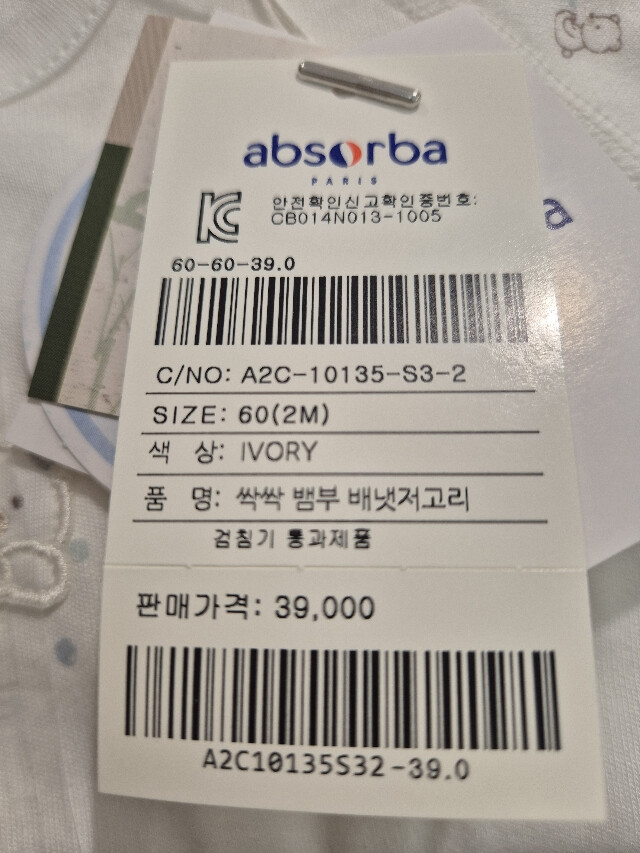 absorba
PARIS
안전확인신고확인증번호:
CB014N013-1005
60-60-39.0
C/NO: A2C-10135-S3-2
SIZE: 60(2M)
색 상: IVORY
품 명: 싹싹 뱀부 배냇저고리
검침기 통과제품
판매가격: 39,000
A2C10135S32-39.0